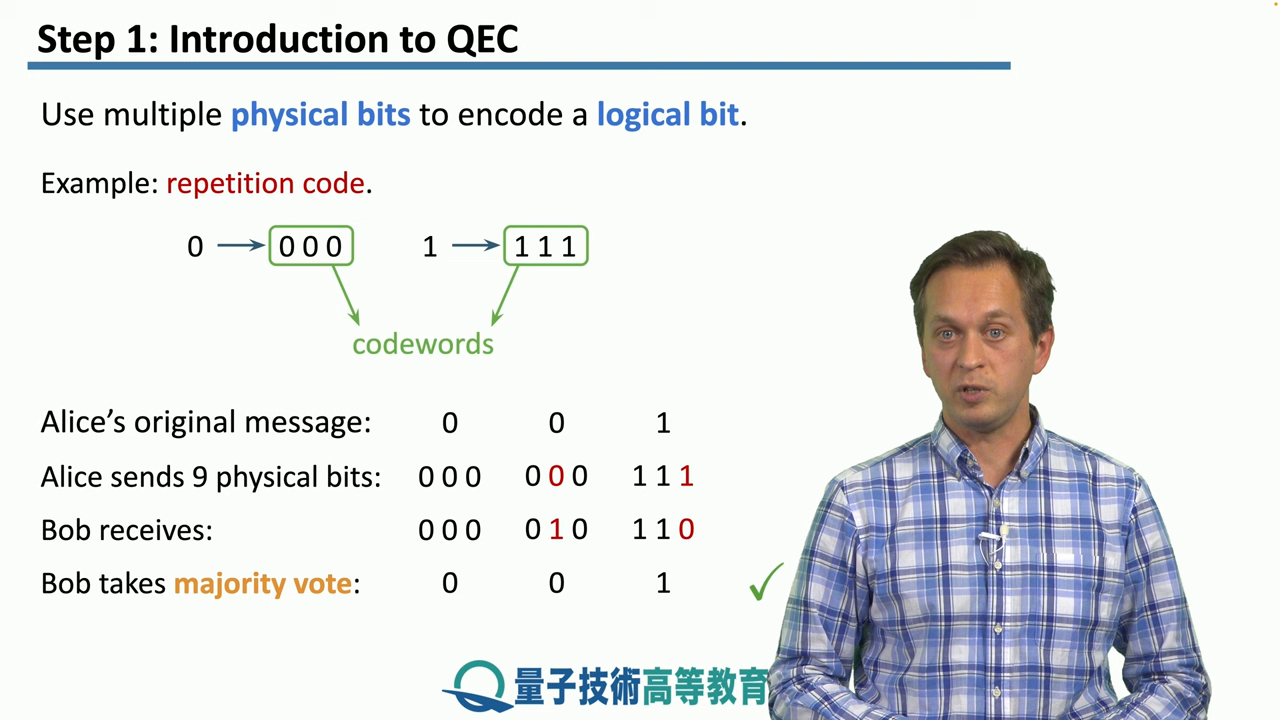 Step 1: Introduction to QEC
Use multiple physical bits to encode a logical bit.
Example: repetition code.
0 → 0 0 0 1 → 1 1 1
codewords
Alice’s original message: 0 0 1
Alice sends 9 physical bits: 0 0 0 0 0 0 1 1 1
Bob receives: 0 0 0 0 1 0 1 1 0
Bob takes majority vote: 0 0 1 ✓
量子技術高等教育